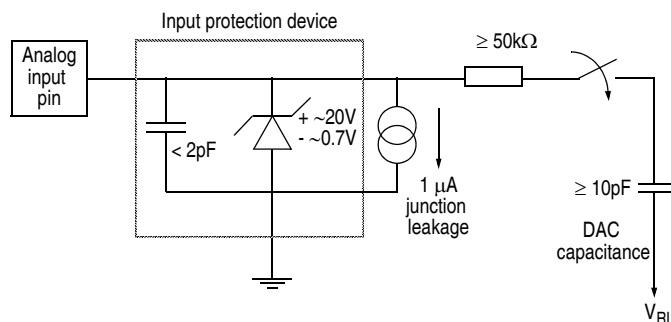 Input protection device
Analog
input
pin
≥ 50kΩ
+ ~20V
- ~0.7V
< 2pF
1 µA
junction
leakage
≥ 10pF
DAC
capacitance